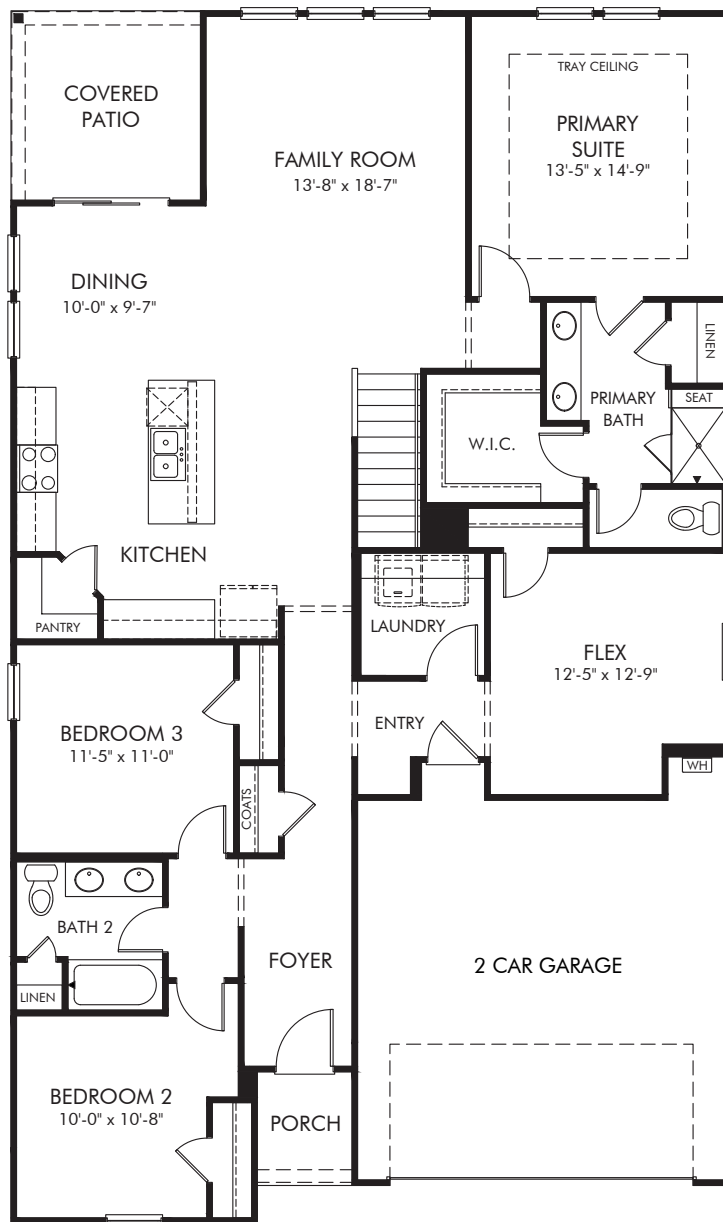 TRAY CEILING
COVERED
PATIO
PRIMARY
SUITE
13'-5" x 14'-9"
FAMILY ROOM
13'-8" x 18'-7"
DINING
10'-0" x 9'-7"
LINEN
SEAT
PRIMARY
BATH
W.I.C.
KITCHEN
PANTRY
LAUNDRY
FLEX
12'-5" x 12'-9"
ENTRY
BEDROOM 3
11'-5" x 11'-0"
WH
COATS
BATH 2
FOYER
2 CAR GARAGE
LINEN
BEDROOM 2
10'-0" x 10'-8"
PORCH